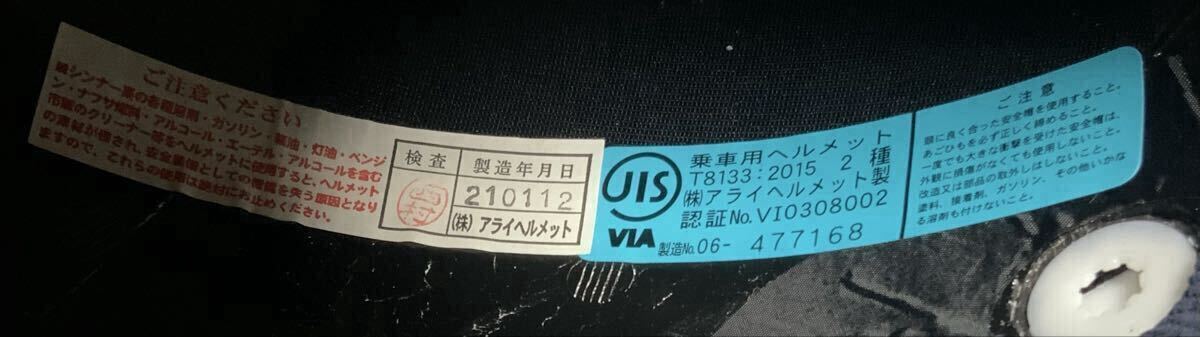 ご注意ください
■シンナー系の各種溶剤・ガソリン・軽油・灯油・ベンジ
ン・ナフサ燃料・アルコール・エーテル・アルコールを含む
市販のクリーナー等をヘルメットに使用すると、ヘルメット
の素材が侵され、安全帽体としての機能を失う原因となり
ますので、これらの使用は絶対にお止めください。
検査
製造年月日
210112
(株)アライヘルメット
JIS
VIA
乗車用ヘルメット
T8133:2015 2種
㈱アライヘルメット製
認証No.VI0308002
製造No.06- 477168
ご注意
頭に良く合った安全帽を使用すること。
あごひもを必ず正しく締めること。
一度でも大きな衝撃を受けた安全帽は、
外観に損傷がなくても使用しないこと。
改造又は部品の取外しはしないこと。
塗料、接着剤、ガソリン、その他いかな
る溶剤も付けないこと。